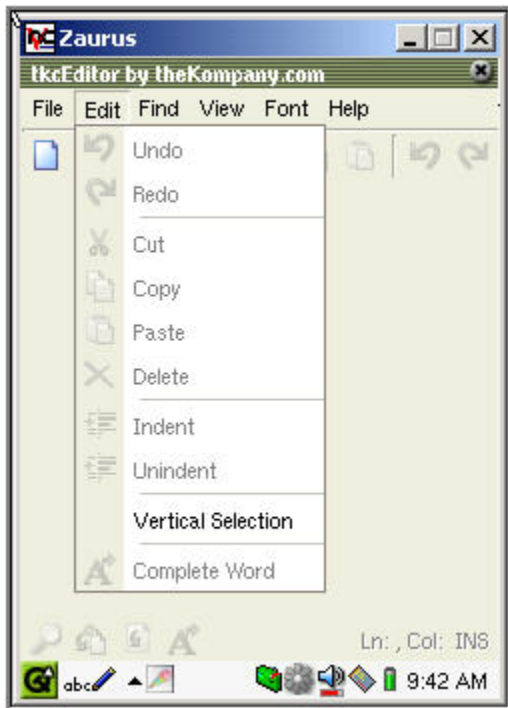 Zaurus
tkcEditor by theKompany.com
File Edit Find View Font Help
Undo
Redo
Cut
Copy
Paste
Delete
Indent
Unindent
Vertical Selection
Complete Word
Ln: , Col: INS
abc 9:42 AM